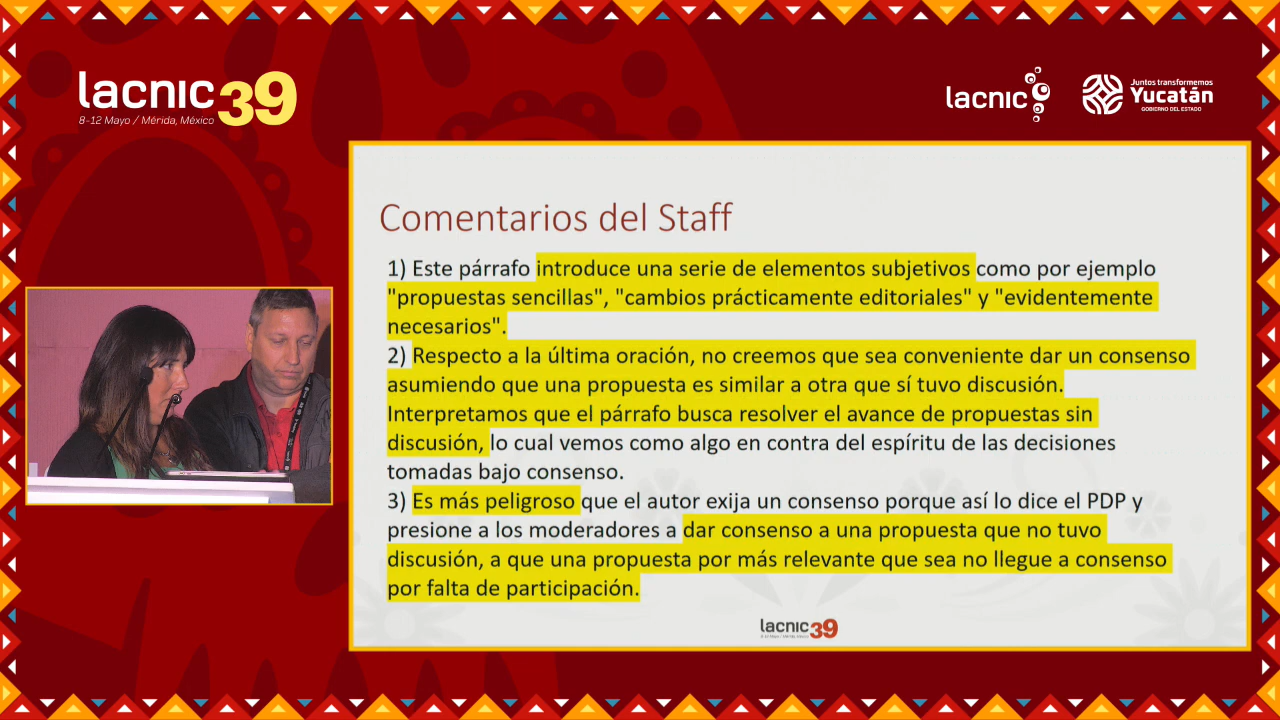 lacnic39
8-12 Mayo / Mérida, México
lacnic
Juntos transformemos
Yucatán
GOBIERNO DEL ESTADO
Comentarios del Staff
1) Este párrafo introduce una serie de elementos subjetivos como por ejemplo
"propuestas sencillas", "cambios prácticamente editoriales" y "evidentemente
necesarios".
2) Respecto a la última oración, no creemos que sea conveniente dar un consenso
asumiendo que una propuesta es similar a otra que sí tuvo discusión.
Interpretamos que el párrafo busca resolver el avance de propuestas sin
discusión, lo cual vemos como algo en contra del espíritu de las decisiones
tomadas bajo consenso.
3) Es más peligroso que el autor exija un consenso porque así lo dice el PDP y
presione a los moderadores a dar consenso a una propuesta que no tuvo
discusión, a que una propuesta por más relevante que sea no llegue a consenso
por falta de participación.
lacnic39
8-12 Mayo / Mérida, México